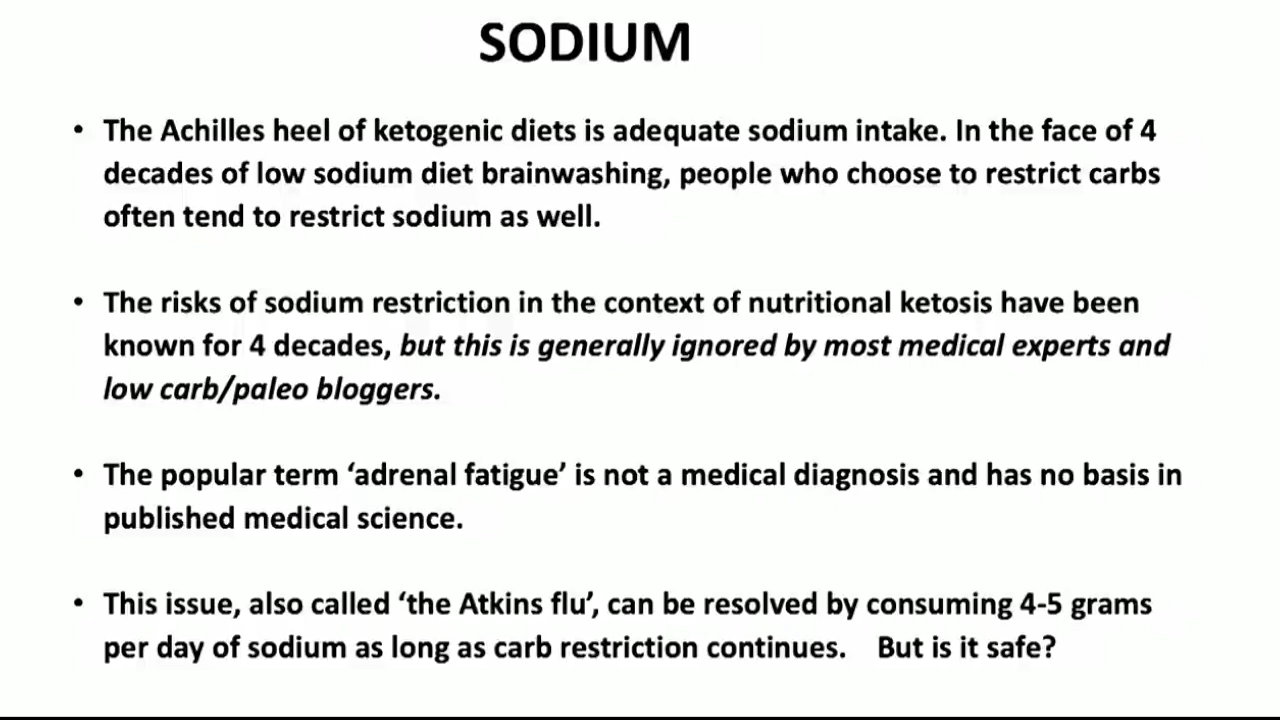 SODIUM
• The Achilles heel of ketogenic diets is adequate sodium intake. In the face of 4
decades of low sodium diet brainwashing, people who choose to restrict carbs
often tend to restrict sodium as well.
• The risks of sodium restriction in the context of nutritional ketosis have been
known for 4 decades, but this is generally ignored by most medical experts and
low carb/paleo bloggers.
• The popular term ‘adrenal fatigue’ is not a medical diagnosis and has no basis in
published medical science.
• This issue, also called ‘the Atkins flu’, can be resolved by consuming 4-5 grams
per day of sodium as long as carb restriction continues. But is it safe?